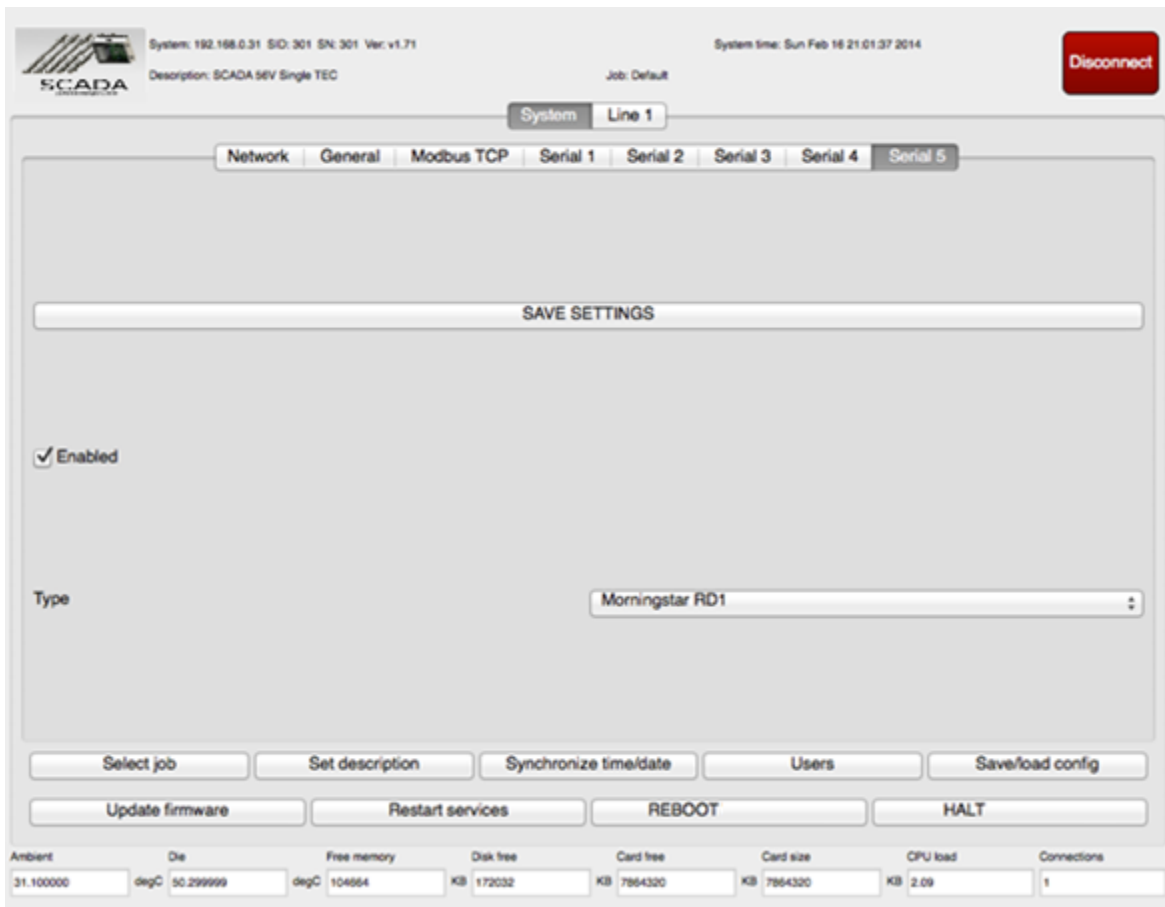 System: 192.168.0.31 SID: 301 SN: 301 Ver: v1.71
System time: Sun Feb 16 21:01:37 2014
Disconnect
SCADA
Description: SCADA 56V Single TEC
Job: Default
System Line 1
Network General Modbus TCP Serial 1 Serial 2 Serial 3 Serial 4 Serial 5
SAVE SETTINGS
Enabled
Type Morningstar RD1
Select job Set description Synchronize time/date Users Save/load config
Update firmware Restart services REBOOT HALT
Ambient Die Free memory Disk free Card free Card size CPU load Connections
31.100000 degC 50.299999 degC 104664 KB 172032 KB 7864320 KB 7864320 KB 2.09 1